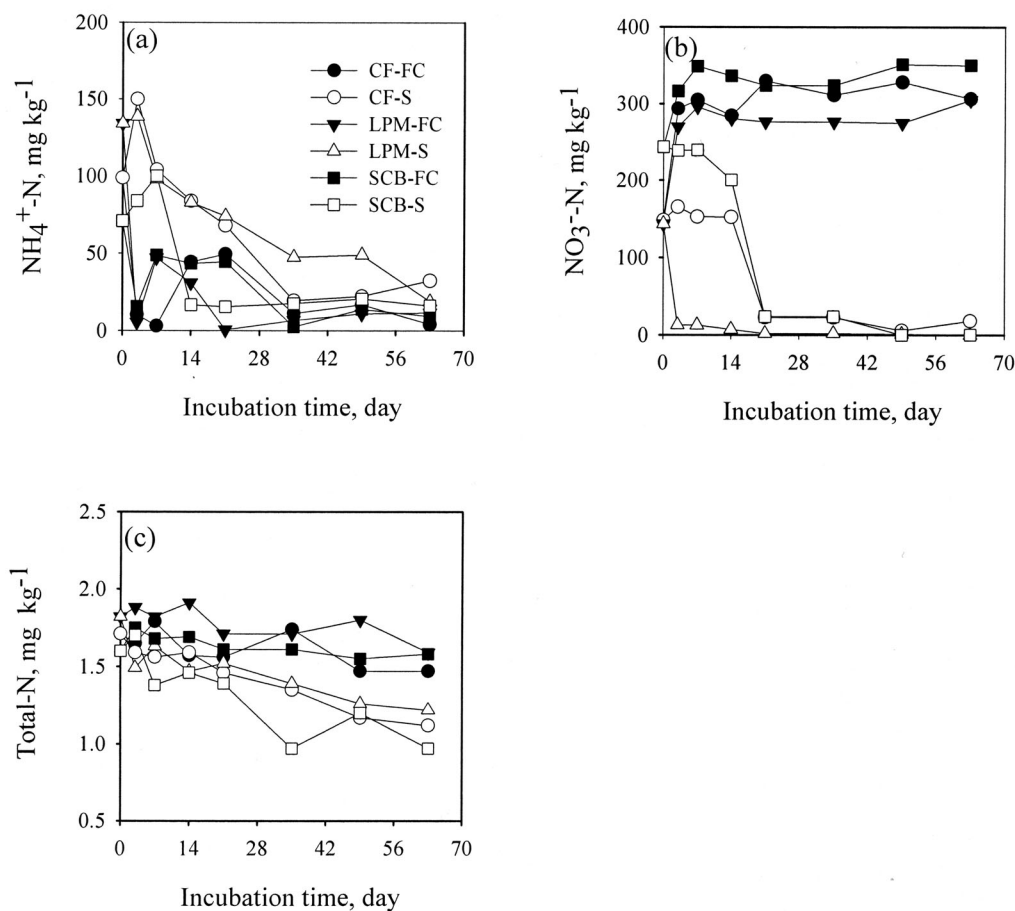 (a)
200
150
100
50
0
NH4+-N, mg kg-1
CF-FC
CF-S
LPM-FC
LPM-S
SCB-FC
SCB-S
0 14 28 42 56 70
Incubation time, day
(b)
400
300
200
100
0
NO3--N, mg kg-1
0 14 28 42 56 70
Incubation time, day
(c)
2.5
2.0
1.5
1.0
0.5
Total-N, mg kg-1
0 14 28 42 56 70
Incubation time, day